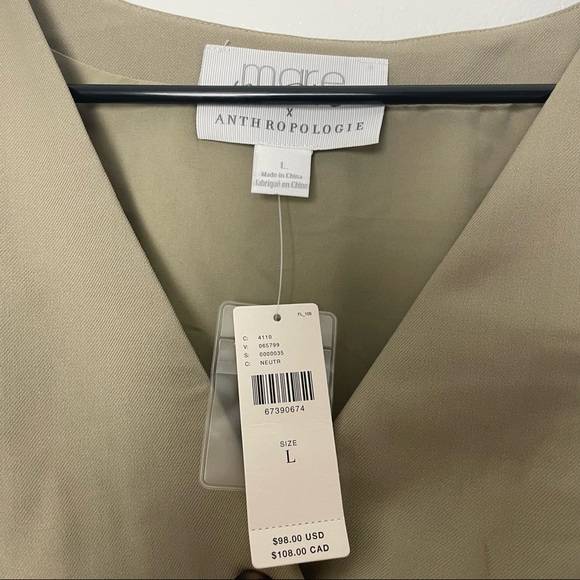 mare
x
ANTHROPOLOGIE
L
Made in China
Fabriqué en Chine
FL_105
C: 4110
V: 065799
S: 0000035
C: NEUTR
67390674
SIZE
L
$98.00 USD
$108.00 CAD